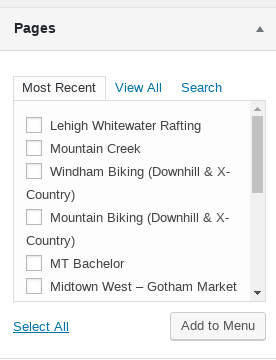 Pages
Most Recent View All Search
Lehigh Whitewater Rafting
Mountain Creek
Windham Biking (Downhill & X-
Country)
Mountain Biking (Downhill & X-
Country)
MT Bachelor
Midtown West – Gotham Market
Select All Add to Menu